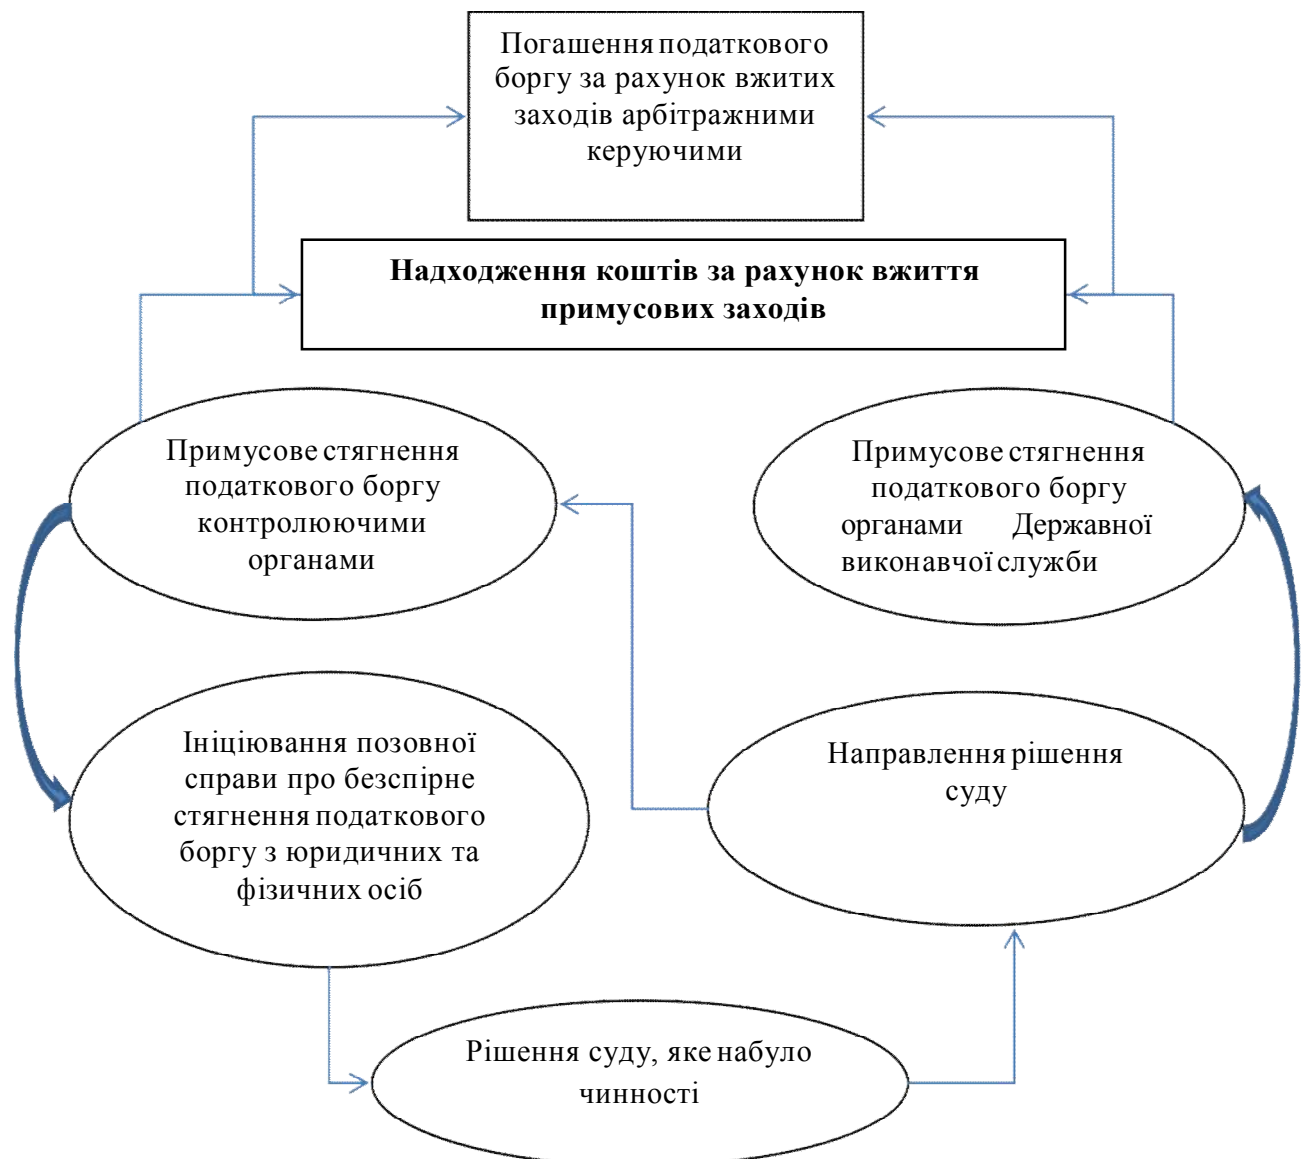 Погашення податкового
боргу за рахунок вжитих
заходів арбітражними
керуючими
Надходження коштів за рахунок вжиття
примусових заходів
Примусове стягнення
податкового боргу
контролюючими
органами
Примусове стягнення
податкового боргу
органами Державної
виконавчої служби
Ініціювання позовної
справи про безспірне
стягнення податкового
боргу з юридичних та
фізичних осіб
Направлення рішення
суду
Рішення суду, яке набуло
чинності